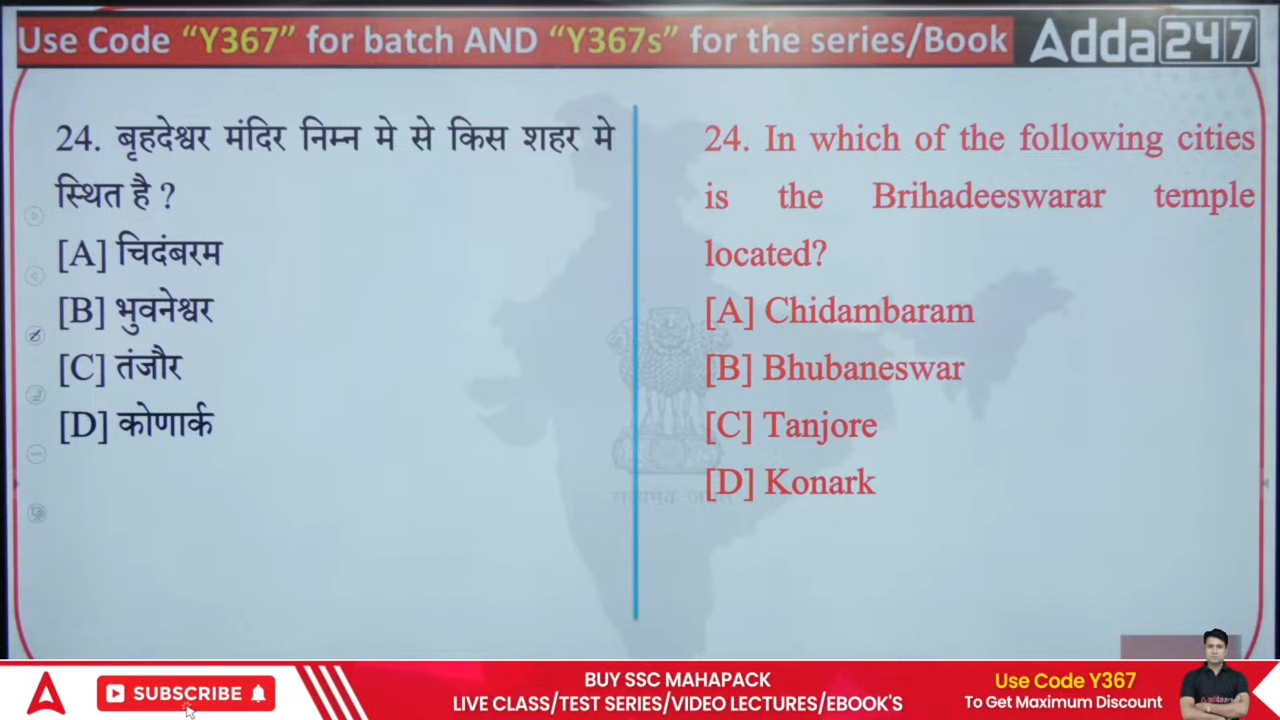 Use Code “Y367” for batch AND “Y367s” for the series/Book
Adda247
24. बृहदेश्वर मंदिर निम्न मे से किस शहर मे
स्थित है ?
[A] चिदंबरम
[B] भुवनेश्वर
[C] तंजौर
[D] कोणार्क
24. In which of the following cities
is the Brihadeeswarar temple
located?
[A] Chidambaram
[B] Bhubaneswar
[C] Tanjore
[D] Konark
SUBSCRIBE
BUY SSC MAHAPACK
LIVE CLASS/TEST SERIES/VIDEO LECTURES/EBOOK'S
Use Code Y367
To Get Maximum Discount